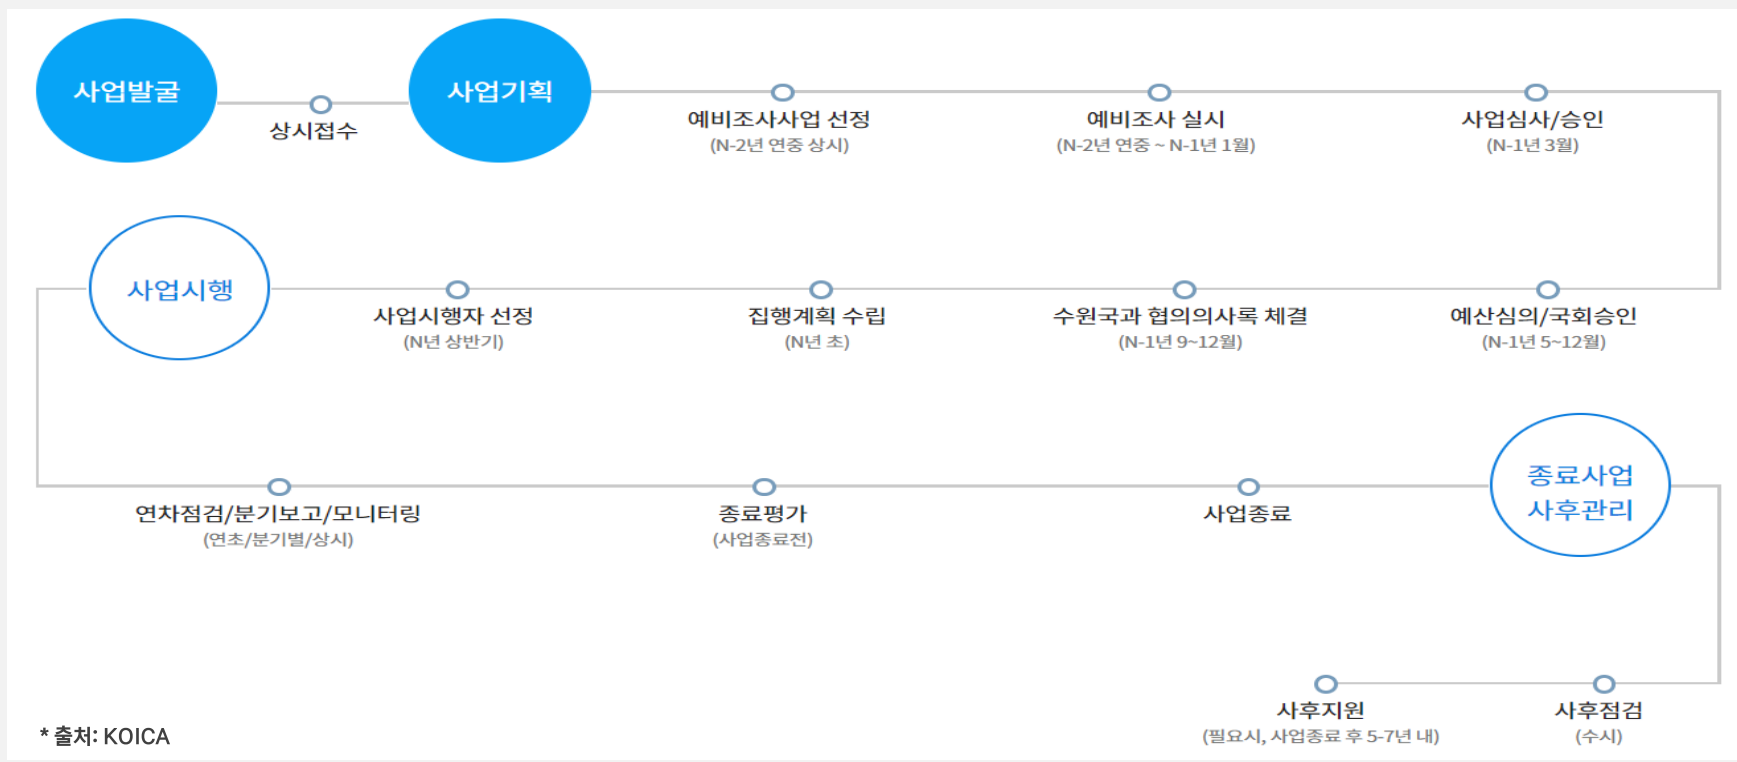 사업발굴
상시접수
사업기획
예비조사사업 선정
(N-2년 연중 상시)
예비조사 실시
(N-2년 연중 ~ N-1년 1월)
사업심사/승인
(N-1년 3월)
예산심의/국회승인
(N-1년 5~12월)
수원국과 협의의사록 체결
(N-1년 9~12월)
집행계획 수립
(N년 초)
사업시행자 선정
(N년 상반기)
사업시행
연차점검/분기보고/모니터링
(연초/분기별/상시)
종료평가
(사업종료전)
사업종료
종료사업
사후관리
사후점검
(수시)
사후지원
(필요시, 사업종료 후 5-7년 내)
* 출처: KOICA